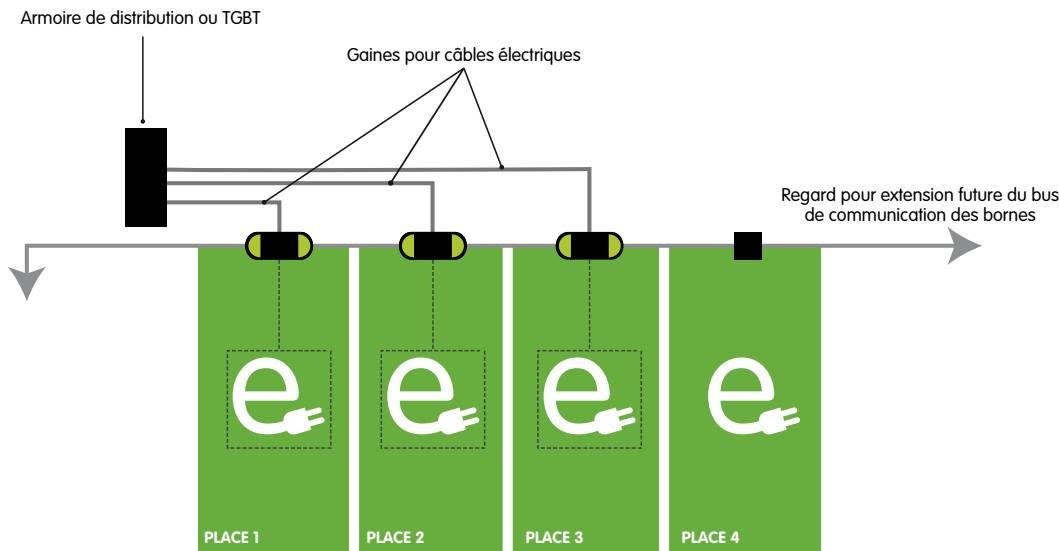 Armoire de distribution ou TGBT
Gaines pour câbles électriques
Regard pour extension future du bus
de communication des bornes
e
e
e
e
PLACE 1
PLACE 2
PLACE 3
PLACE 4